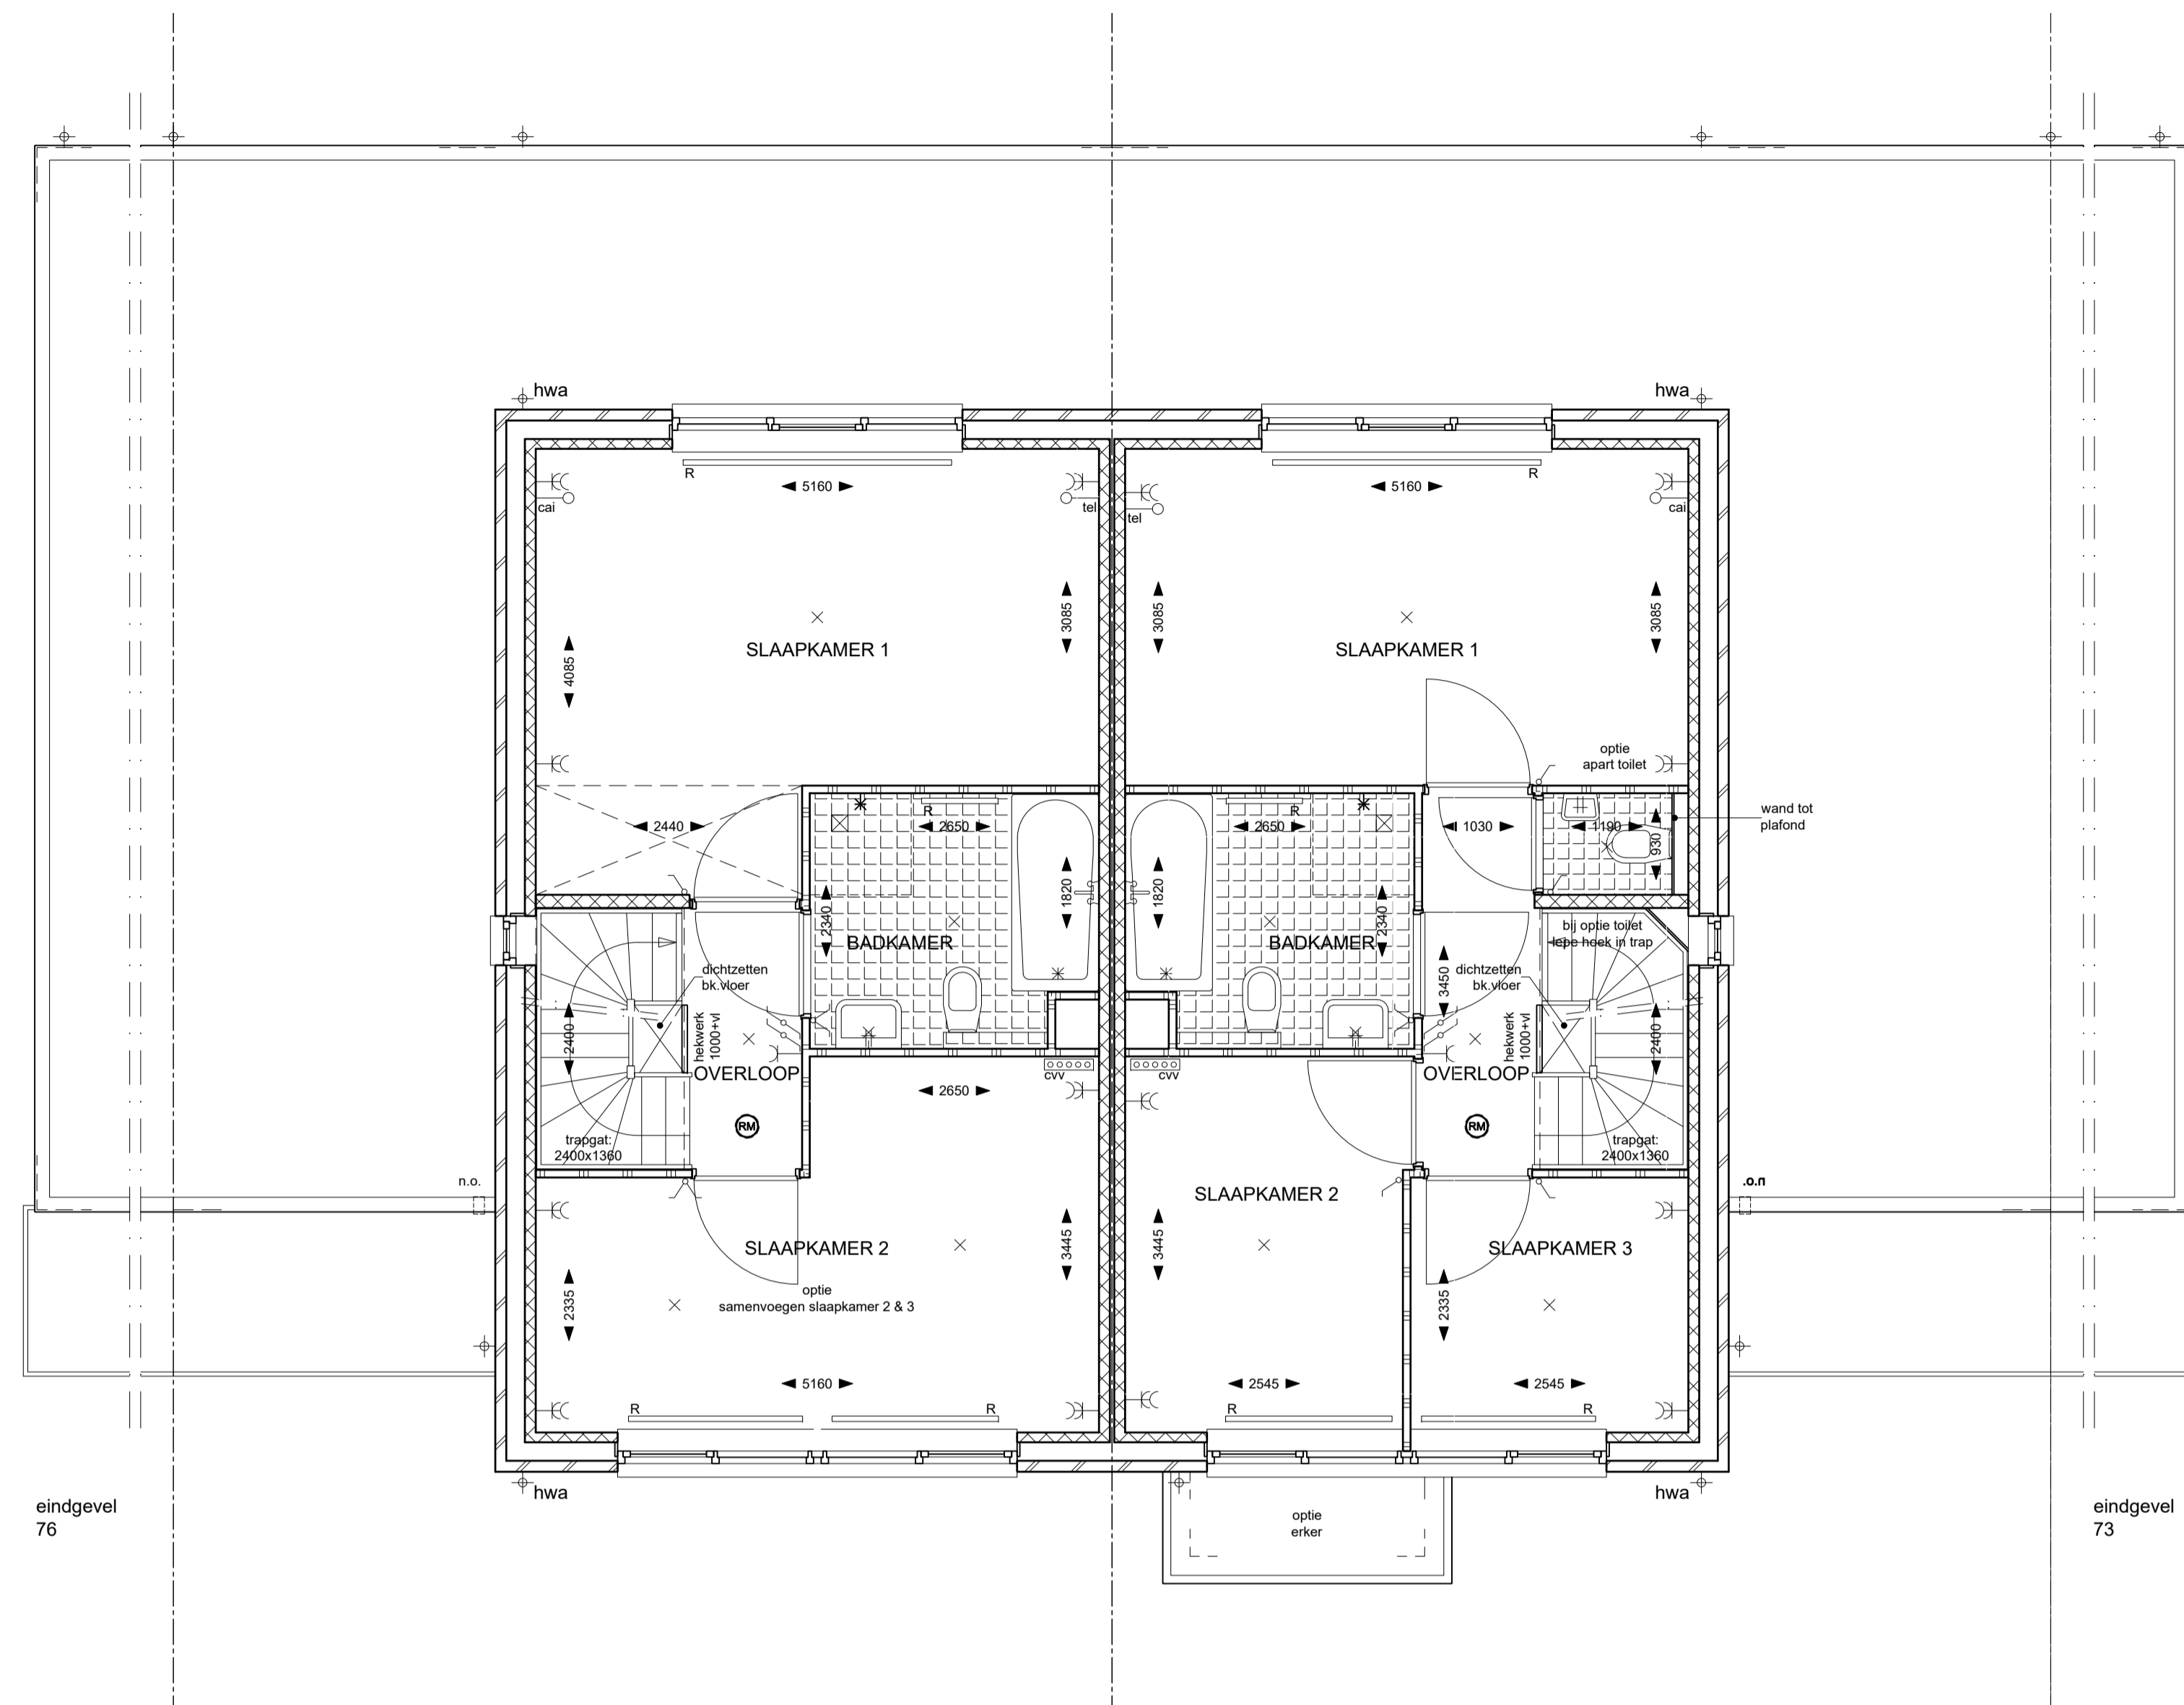 hwa
hwa
R
R
5160
5160
cai
tel
tel
cai
3085
3085
3085
4085
SLAAPKAMER 1
SLAAPKAMER 1
optie
apart toilet
wand tot
plafond
2440
R
2650
R
2650
1030
1190
930
1820
1820
2340
2340
BADKAMER
BADKAMER
bij optie toilet
lepe hoek in trap
dichtzetten
bk.vloer
3450
dichtzetten
bk.vloer
2400
hekwerk
1000+vl
hekwerk
1000+vl
2400
OVERLOOP
OVERLOOP
cvv
cvv
2650
RM
RM
trapgat:
2400x1360
trapgat:
2400x1360
n.o.
n.o.
SLAAPKAMER 2
SLAAPKAMER 2
SLAAPKAMER 3
3445
3445
2335
2335
optie
samenvoegen slaapkamer 2 & 3
5160
2545
2545
R
R
R
R
hwa
hwa
eindgevel
76
eindgevel
73
optie
erker